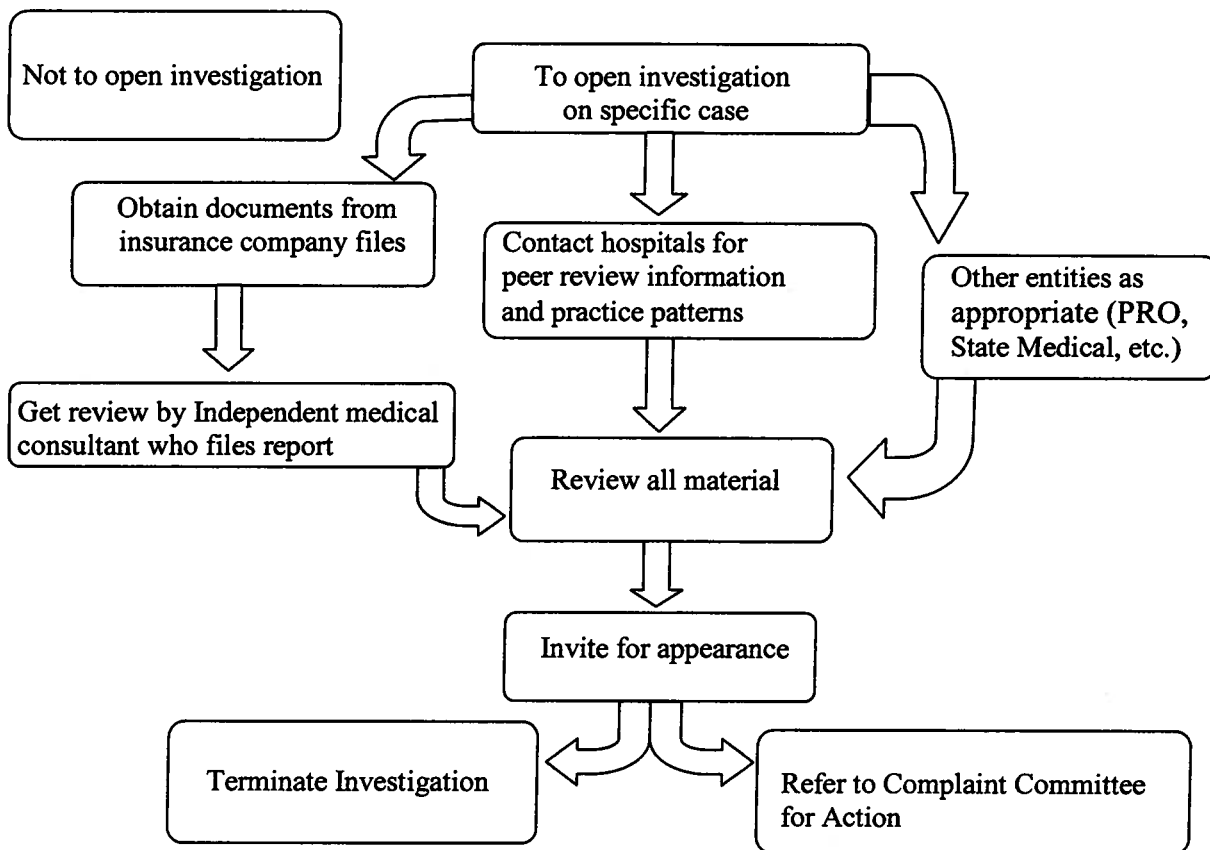 Not to open investigation
To open investigation
on specific case
Obtain documents from
insurance company files
Contact hospitals for
peer review information
and practice patterns
Other entities as
appropriate (PRO,
State Medical, etc.)
Get review by Independent medical
consultant who files report
Review all material
Invite for appearance
Terminate Investigation
Refer to Complaint Committee
for Action